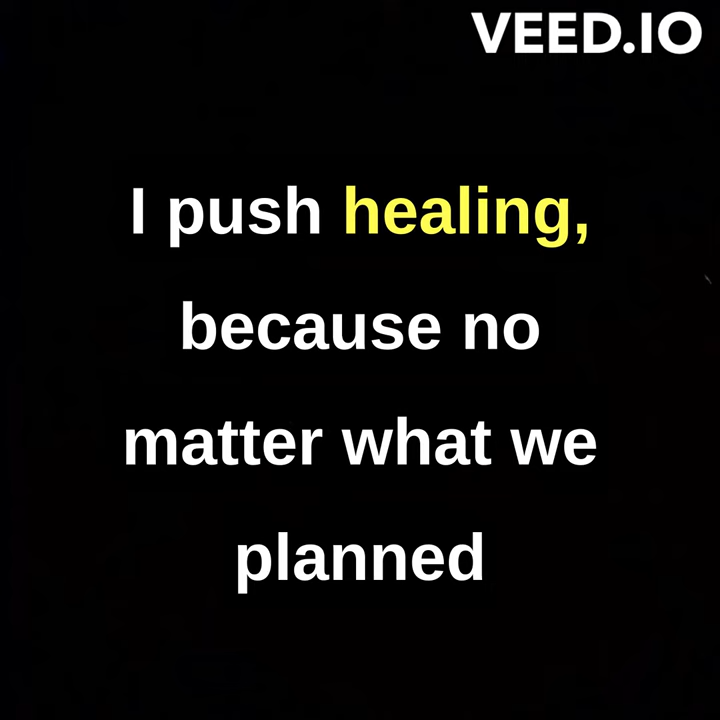 VEED.IO
I push healing,
because no
matter what we
planned